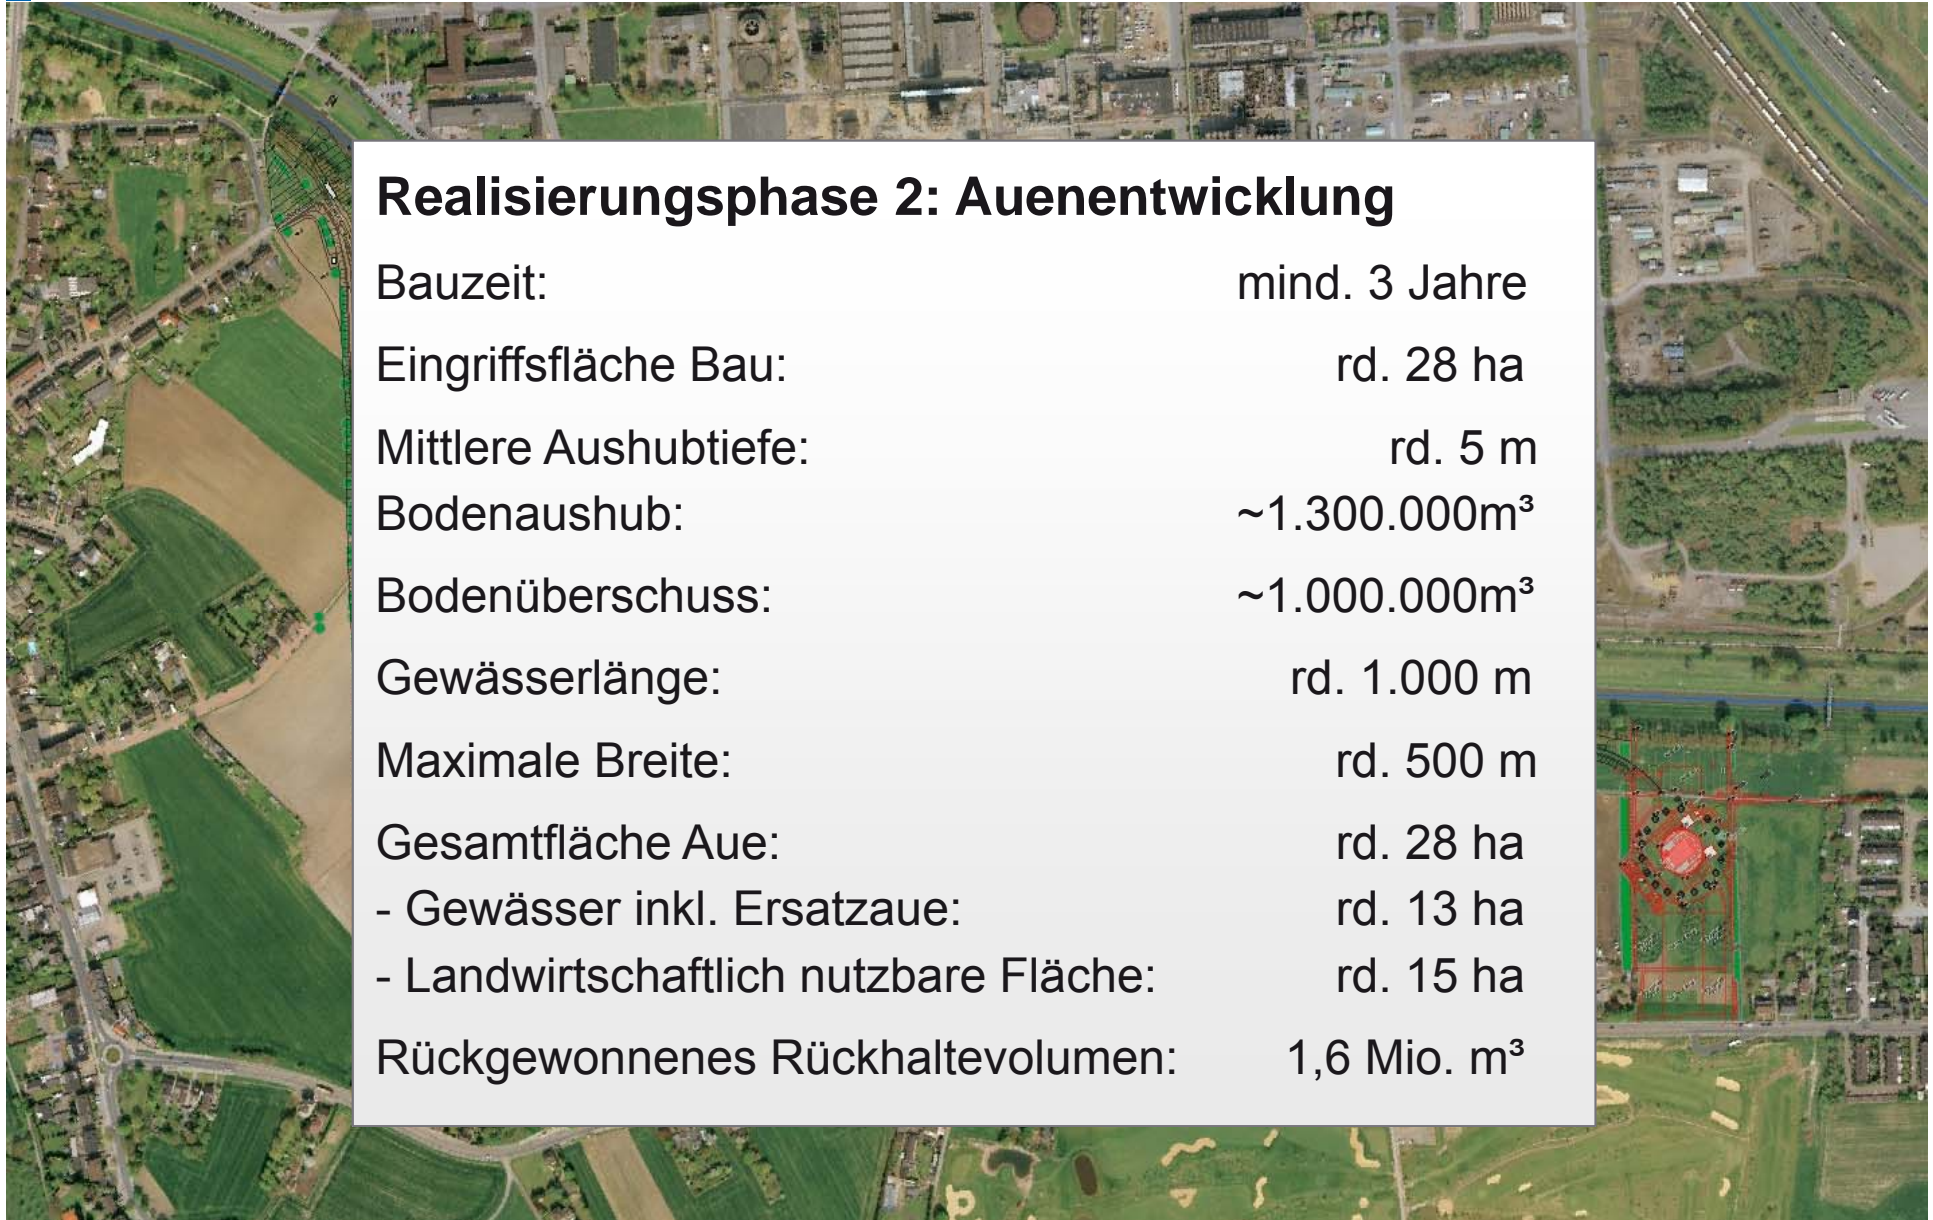 Realisierungsphase 2: Auenentwicklung
Bauzeit: mind. 3 Jahre
Eingriffsfläche Bau: rd. 28 ha
Mittlere Aushubtiefe: rd. 5 m
Bodenaushub: ~1.300.000m³
Bodenüberschuss: ~1.000.000m³
Gewässerlänge: rd. 1.000 m
Maximale Breite: rd. 500 m
Gesamtfläche Aue: rd. 28 ha
- Gewässer inkl. Ersatzaue: rd. 13 ha
- Landwirtschaftlich nutzbare Fläche: rd. 15 ha
Rückgewonnenes Rückhaltevolumen: 1,6 Mio. m³